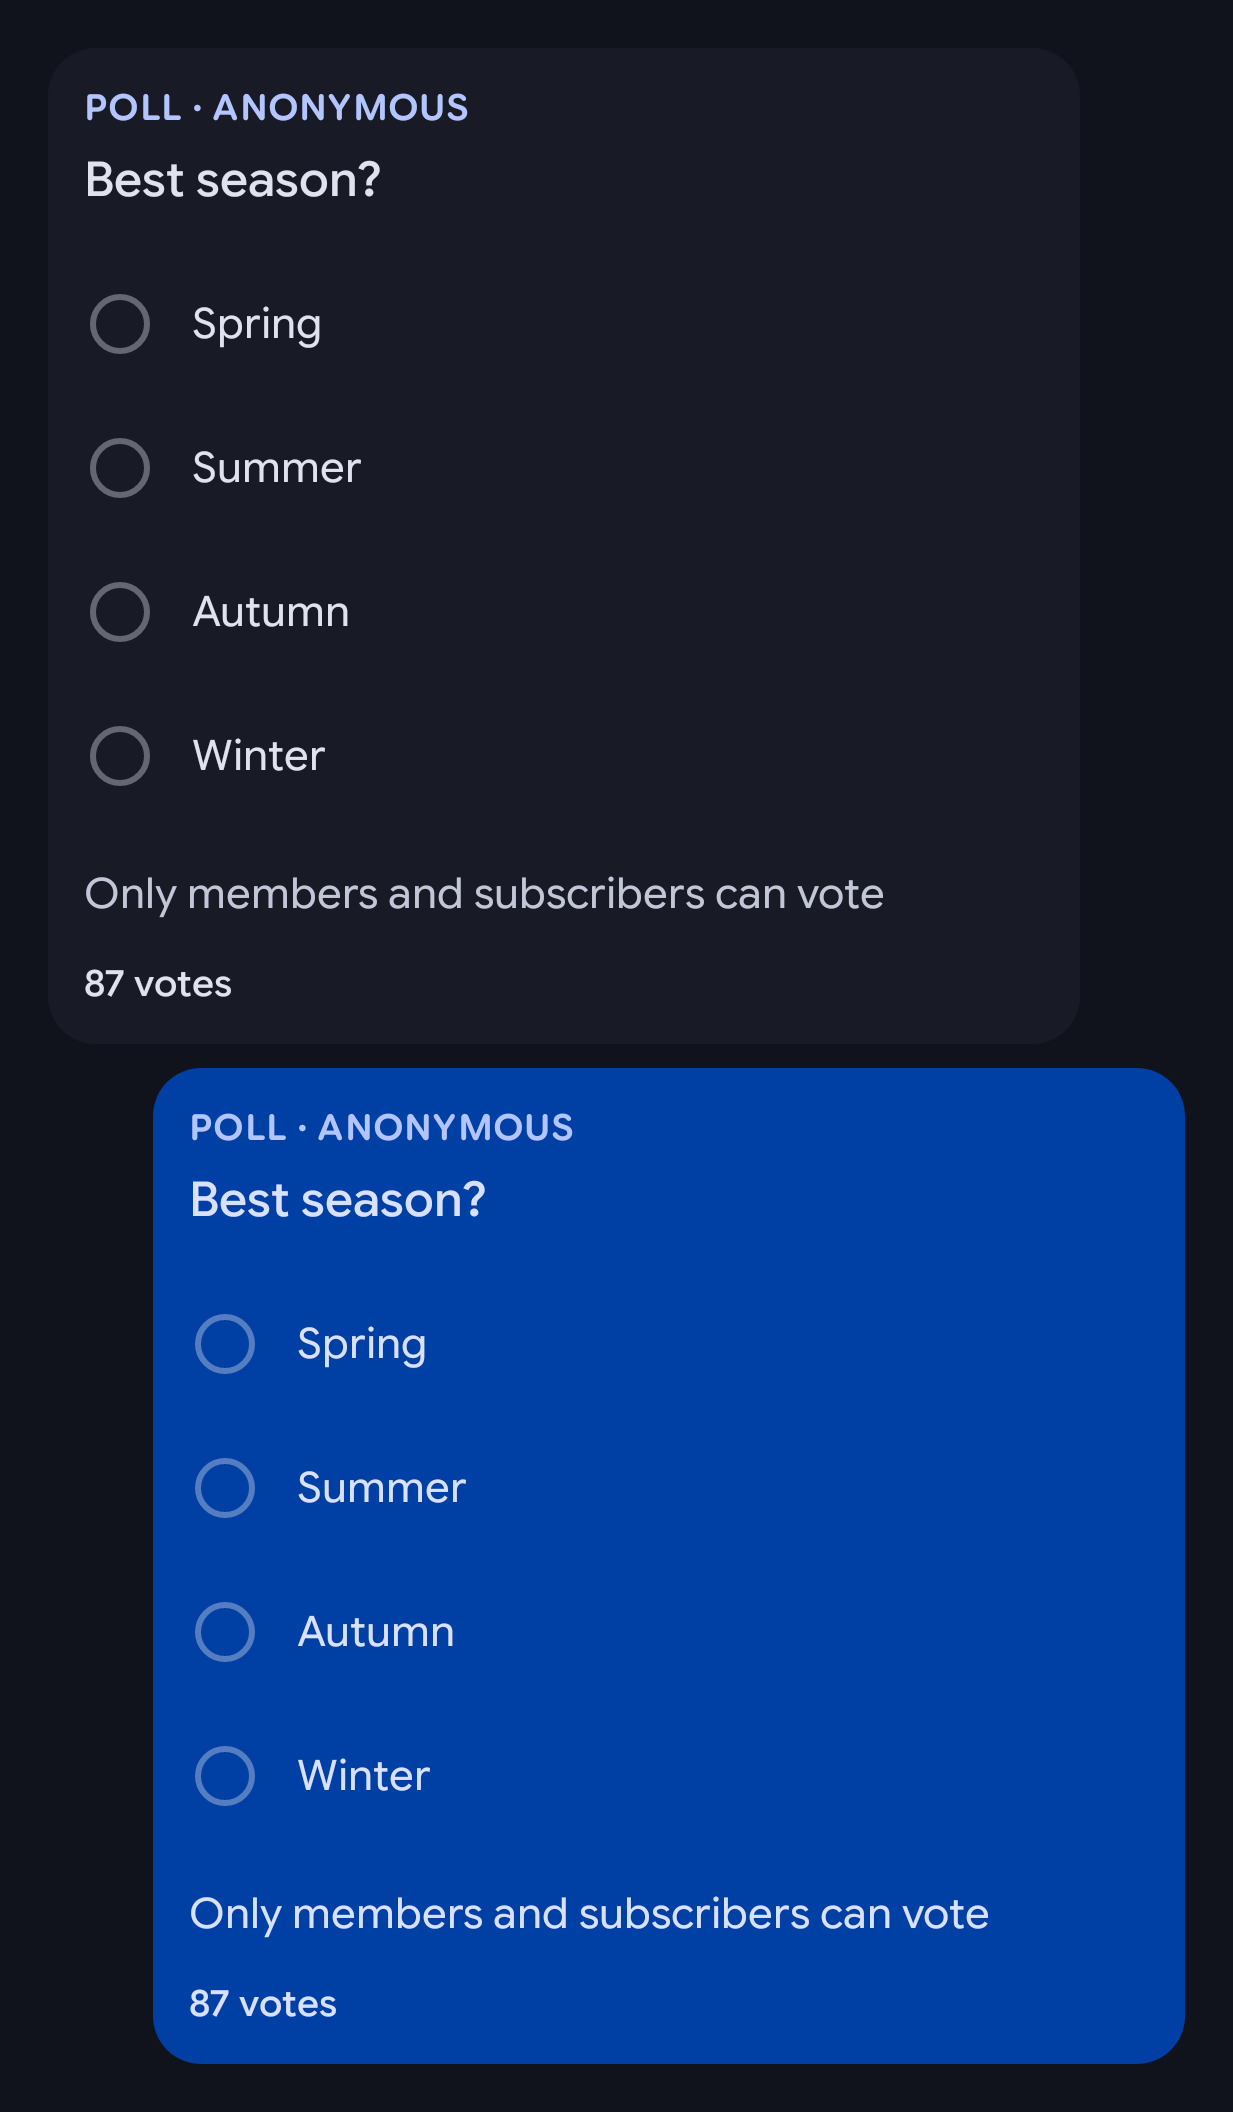 POLL · ANONYMOUS
Best season?
Spring
Summer
Autumn
Winter
Only members and subscribers can vote
87 votes
POLL · ANONYMOUS
Best season?
Spring
Summer
Autumn
Winter
Only members and subscribers can vote
87 votes